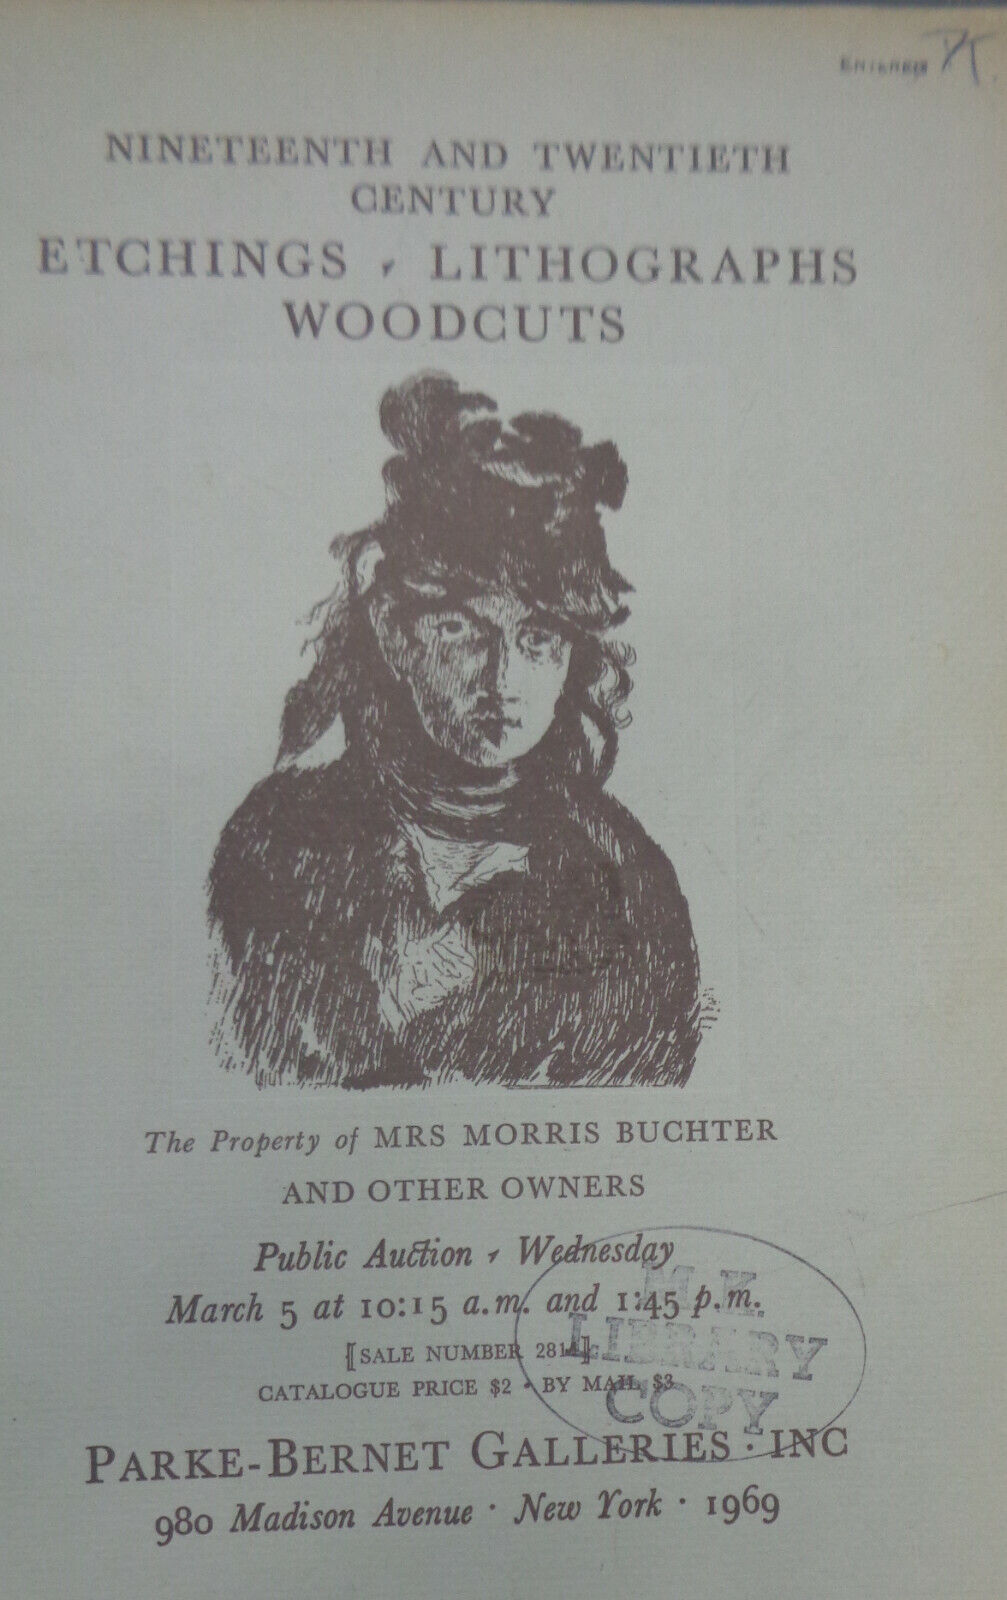 ENTERED
NINETEENTH AND TWENTIETH
CENTURY
ETCHINGS · LITHOGRAPHS
WOODCUTS
The Property of MRS MORRIS BUCHTER
AND OTHER OWNERS
Public Auction · Wednesday
March 5 at 10:15 a.m. and 1:45 p.m.
[SALE NUMBER
CATALOGUE PRICE $2 · BY MAIL $3
M.K.
LIBRARY
COPY
PARKE-BERNET GALLERIES · INC
980 Madison Avenue · New York · 1969